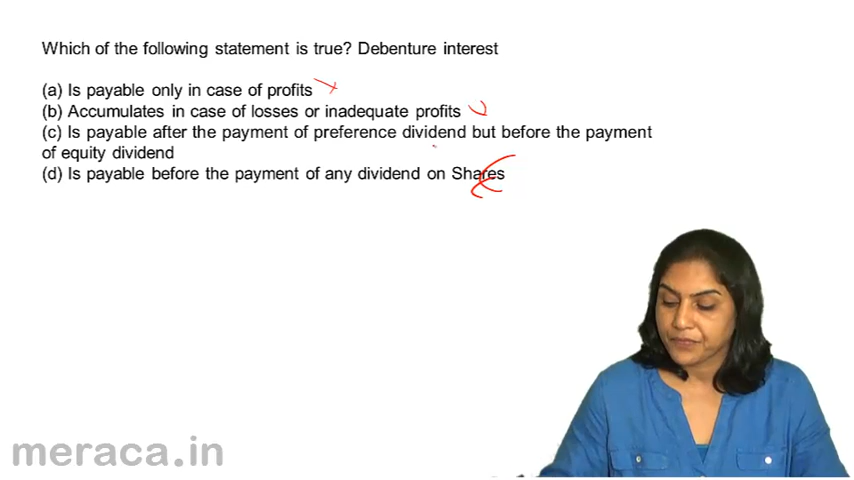 Which of the following statement is true? Debenture interest
(a) Is payable only in case of profits
(b) Accumulates in case of losses or inadequate profits
(c) Is payable after the payment of preference dividend but before the payment
of equity dividend
(d) Is payable before the payment of any dividend on Shares
meraca.in